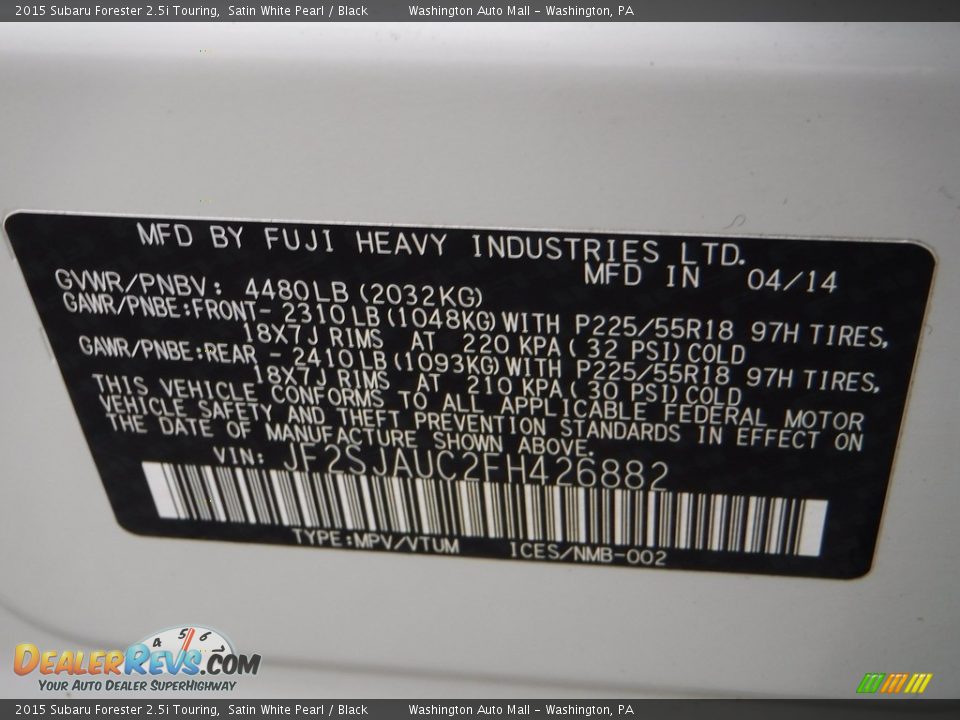 2015 Subaru Forester 2.5i Touring, Satin White Pearl / Black Washington Auto Mall - Washington, PA
MFD BY FUJI HEAVY INDUSTRIES LTD.
MFD IN 04/14
GVWR/PNBV: 4480LB (2032KG)
GAWR/PNBE:FRONT- 2310LB (1048KG) WITH P225/55R18 97H TIRES,
18X7J RIMS AT 220 KPA ( 32 PSI) COLD
GAWR/PNBE:REAR - 2410LB (1093KG) WITH P225/55R18 97H TIRES,
18X7J RIMS AT 210 KPA ( 30 PSI) COLD
THIS VEHICLE CONFORMS TO ALL APPLICABLE FEDERAL MOTOR
VEHICLE SAFETY AND THEFT PREVENTION STANDARDS IN EFFECT ON
THE DATE OF MANUFACTURE SHOWN ABOVE.
VIN: JF2SJAUC2FH426882
TYPE:MPV/VTUM ICES/NMB-002
4 5 6
DEALERREVS.COM
YOUR AUTO DEALER SUPERHIGHWAY
2015 Subaru Forester 2.5i Touring, Satin White Pearl / Black Washington Auto Mall - Washington, PA